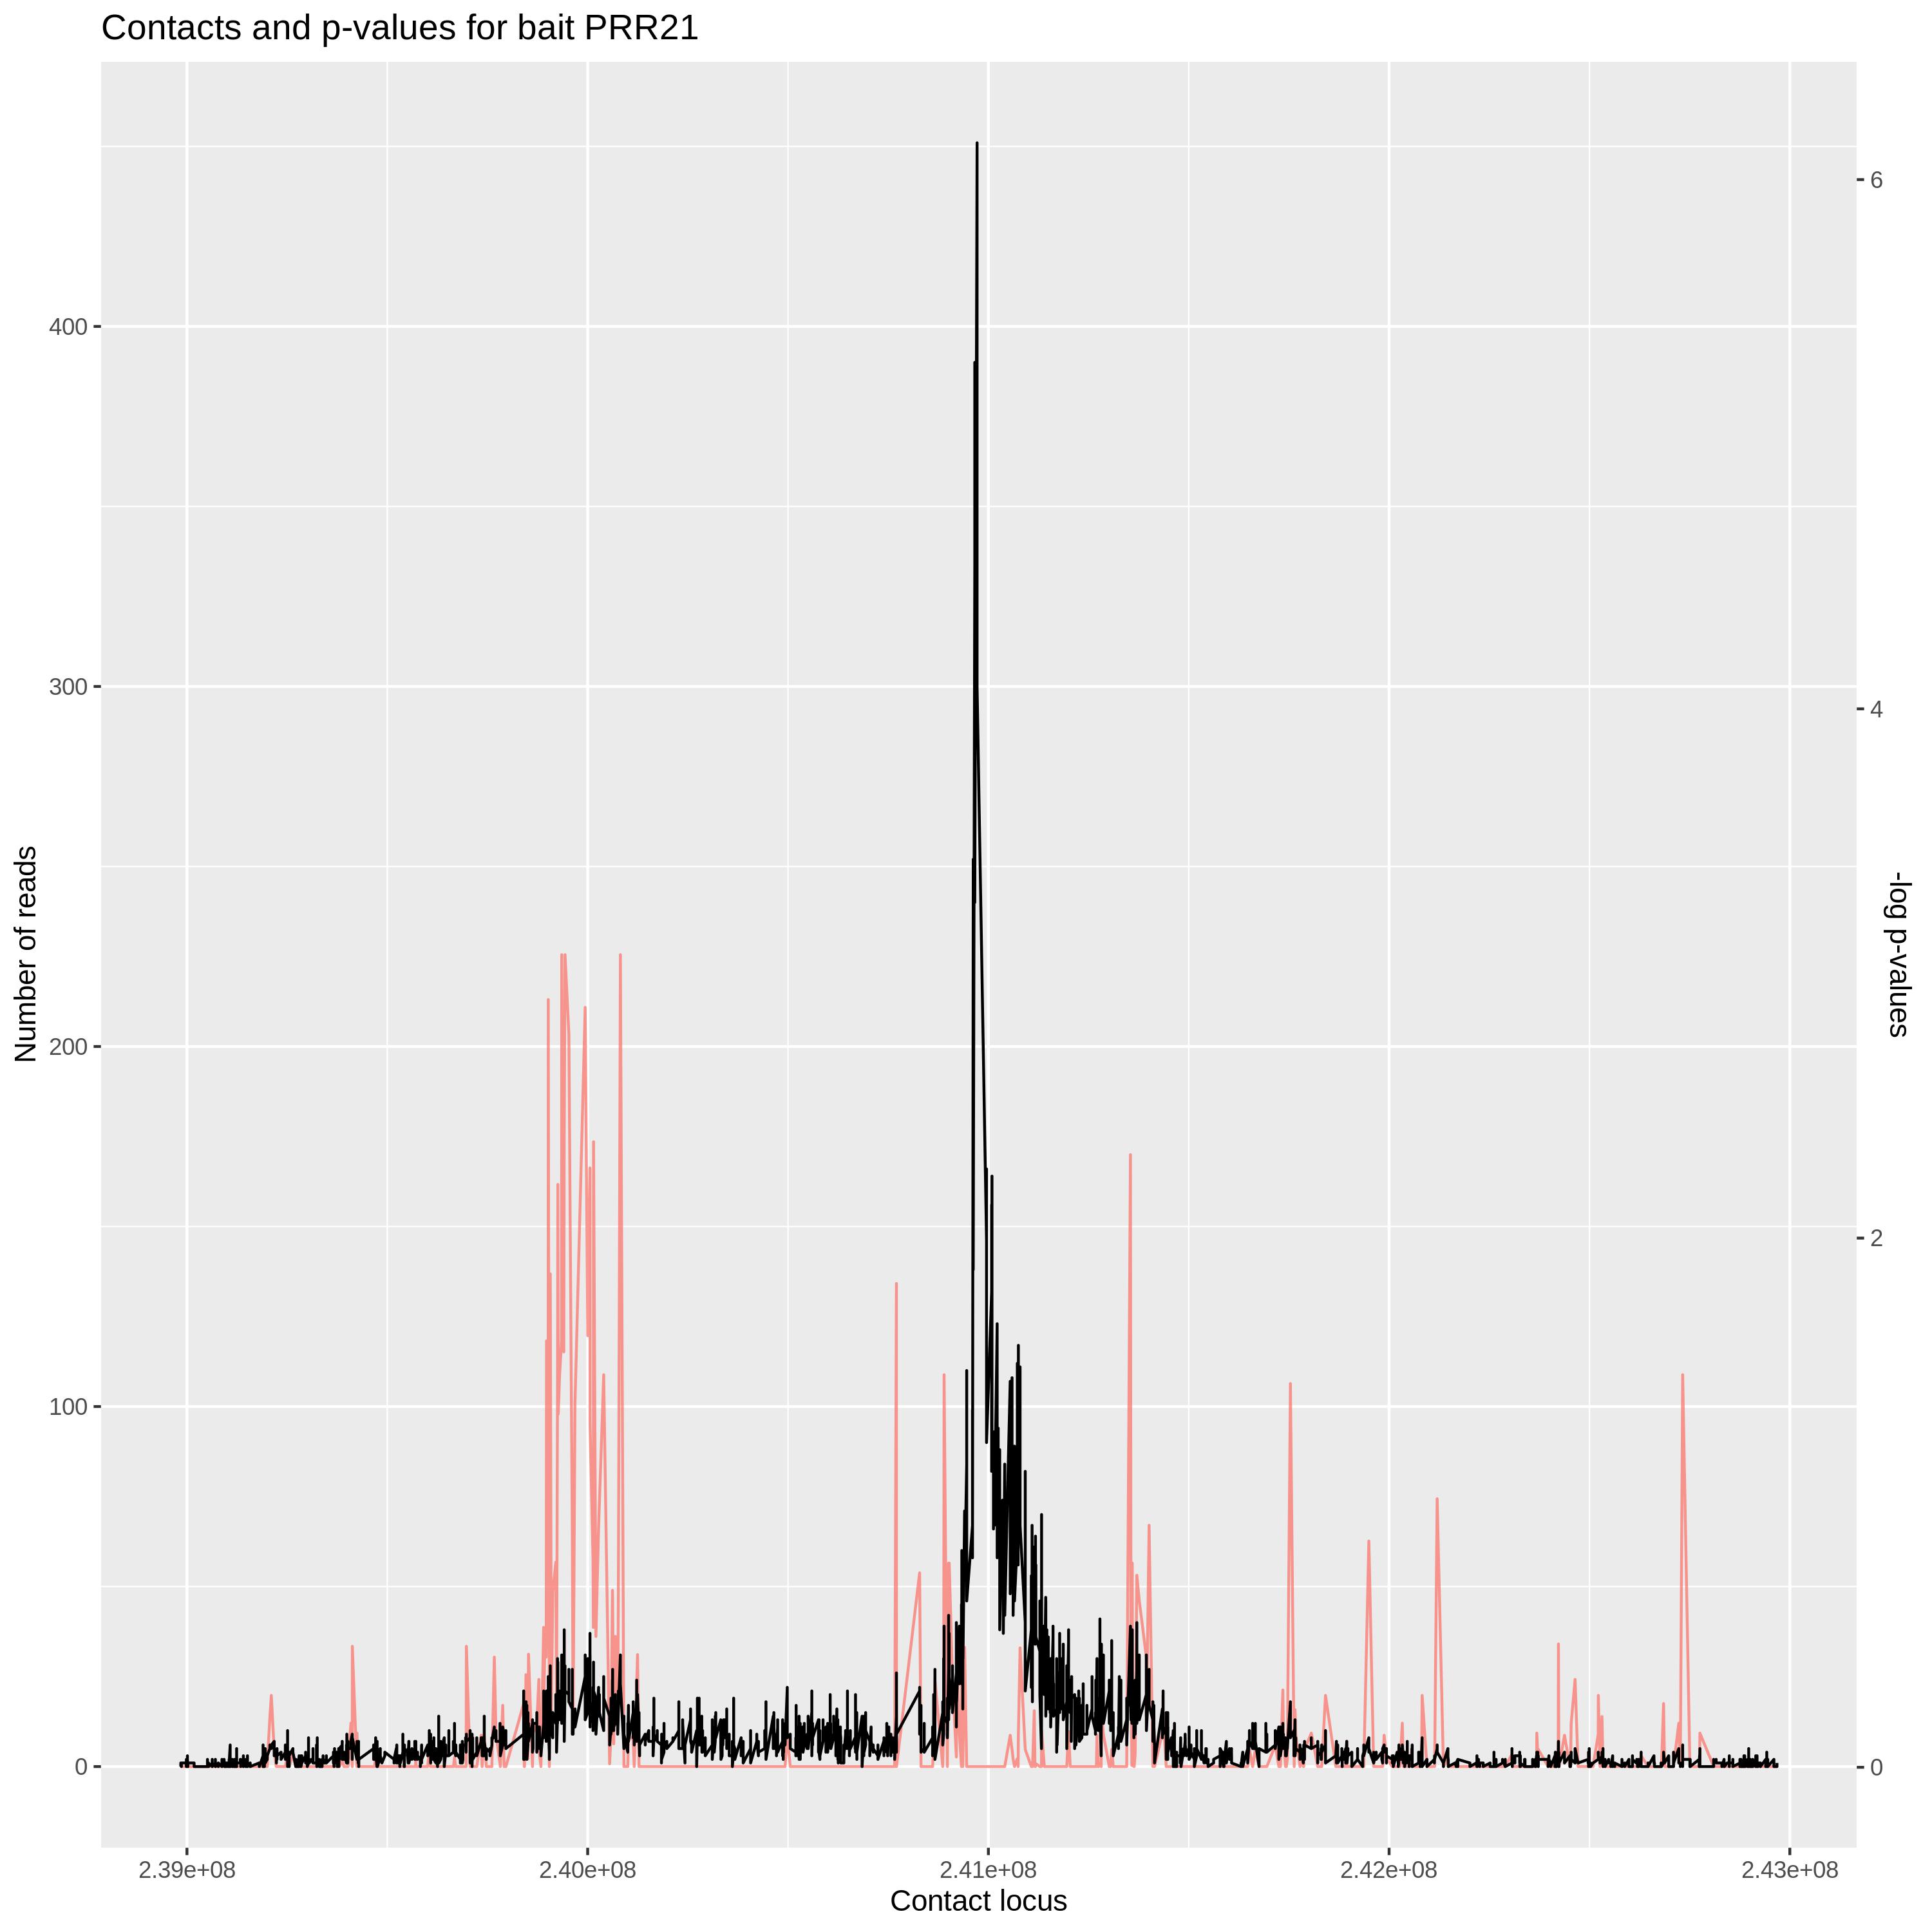 Contacts and p-values for bait PRR21
Number of reads
400
300
200
100
0
6
4
2
0
-log p-values
2.39e+08
2.40e+08
2.41e+08
2.42e+08
2.43e+08
Contact locus